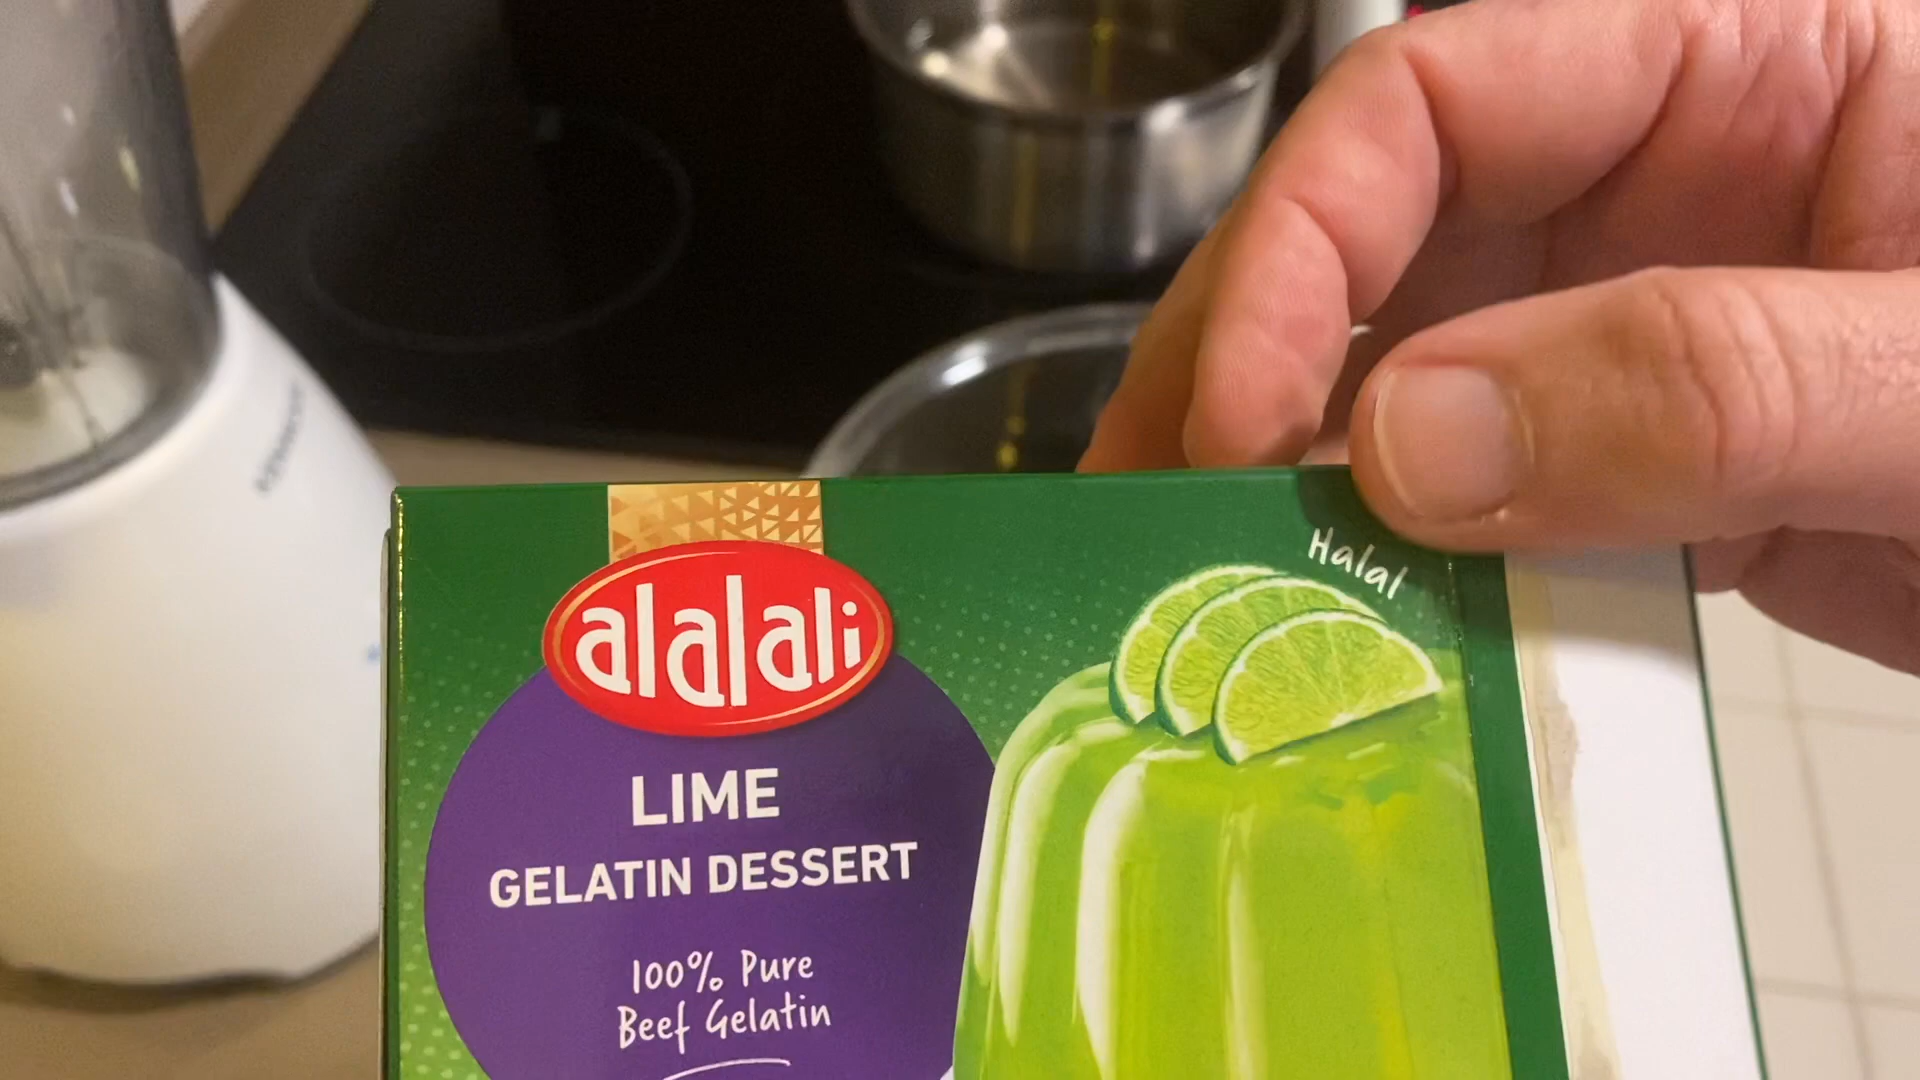 Halal
alalali
LIME
GELATIN DESSERT
100% Pure
Beef Gelatin